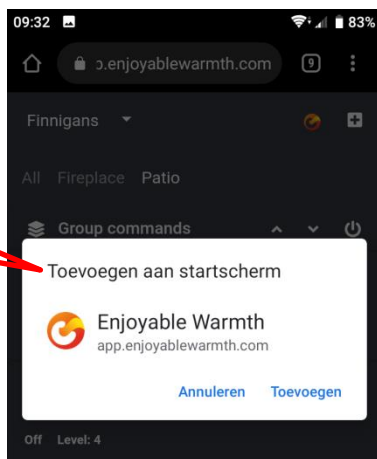 09:32 83%
ɔ.enjoyablewarmth.com 9
Finnigans
All Fireplace Patio
Group commands
Toevoegen aan startscherm
Enjoyable Warmth
app.enjoyablewarmth.com
Annuleren Toevoegen
Off Level: 4